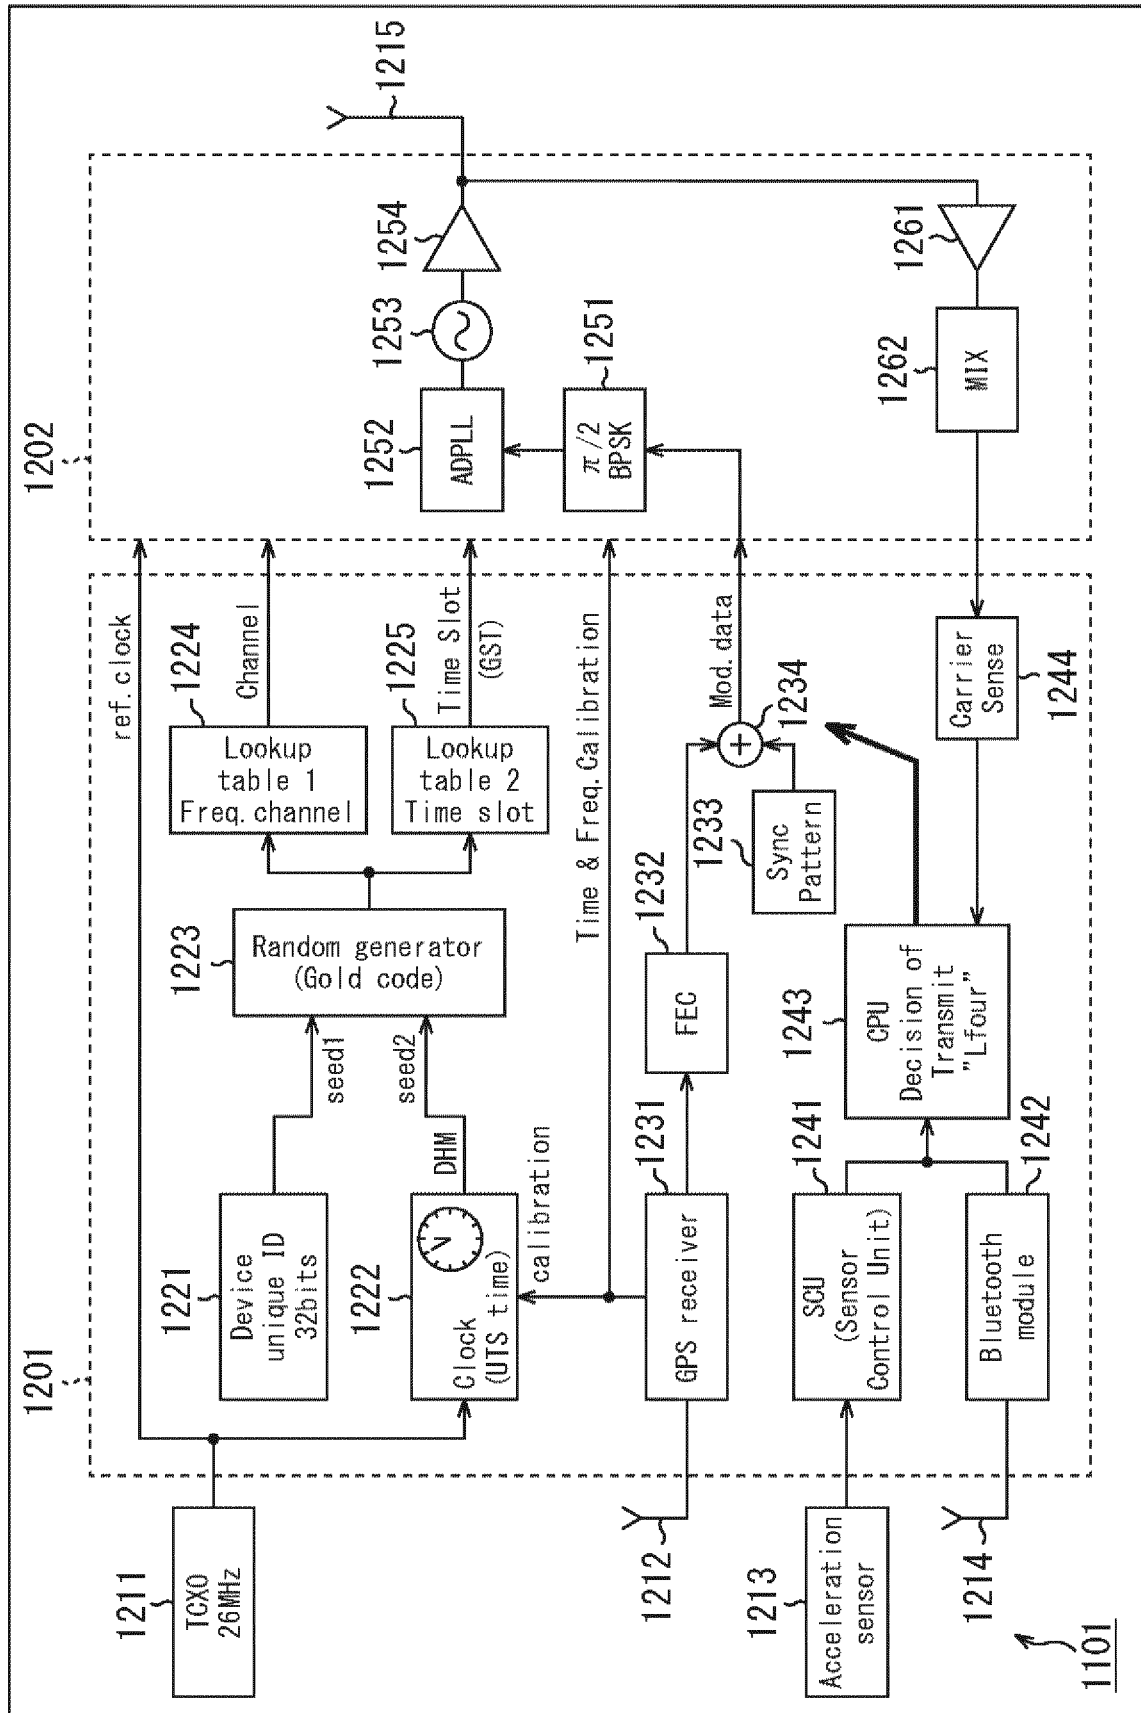 1211
TCXO
26MHz
1201
1221
Device
unique ID
32bits
1222
Clock
(UTS time)
DHM
calibration
seed1
seed2
1223
Random generator
(Gold code)
1224
Lookup
table 1
Freq.channel
1225
Lookup
table 2
Time slot
ref.clock
Channel
Time Slot
(GST)
Time & Freq.Calibration
Mod.data
1202
1252
ADPLL
1253
1254
1215
1251
π/2
BPSK
1261
1262
MIX
1212
1231
GPS receiver
1232
FEC
1233
Sync
Pattern
1234
+
1213
Acceleration
sensor
1241
SCU
(Sensor
Control Unit)
1214
1242
Bluetooth
module
1243
CPU
Decision of
Transmit
"Lfour"
1244
Carrier
Sense
1101